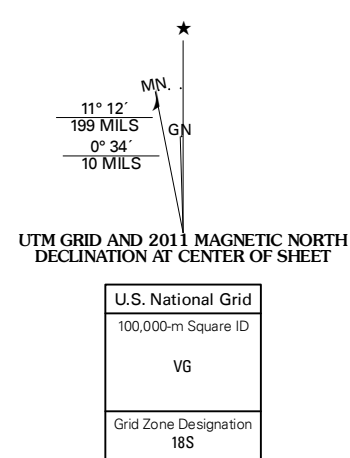 ★
MN.
11° 12´
199 MILS
GN
0° 34´
10 MILS
UTM GRID AND 2011 MAGNETIC NORTH
DECLINATION AT CENTER OF SHEET
U.S. National Grid
100,000-m Square ID
VG
Grid Zone Designation
18S